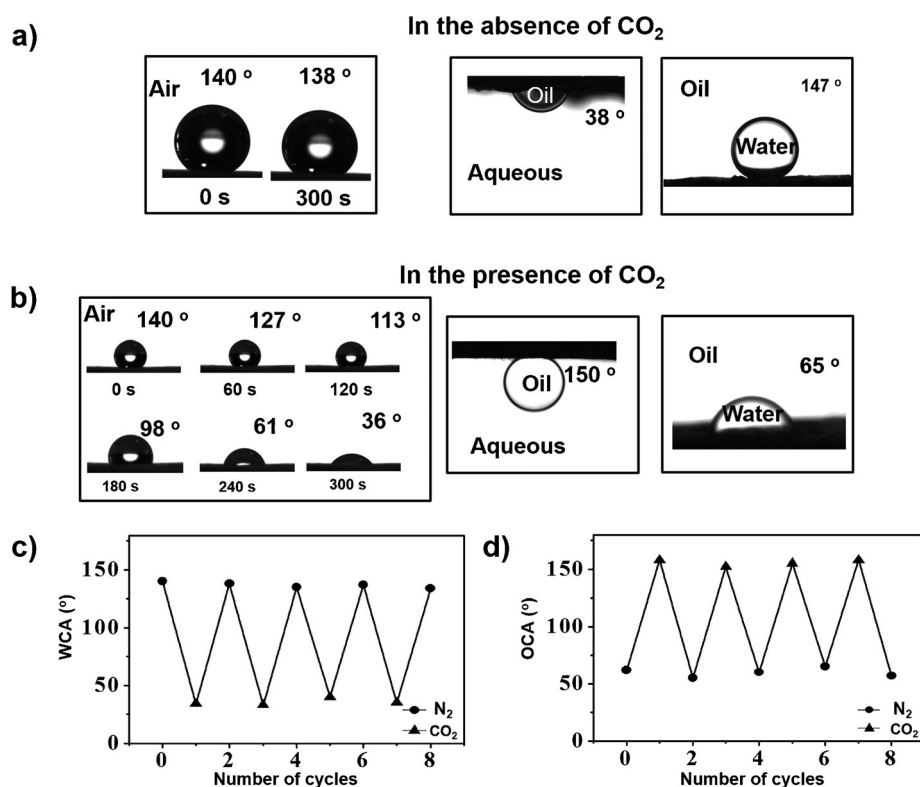 a)
In the absence of CO₂
Air
140 °
138 °
0 s
300 s
Oil
38 °
Aqueous
Oil
147 °
Water
b)
In the presence of CO₂
Air
140 °
127 °
113 °
0 s
60 s
120 s
98 °
61 °
36 °
180 s
240 s
300 s
Oil
150 °
Aqueous
Oil
65 °
Water
c)
WCA (°)
150
100
50
0
0 2 4 6 8
Number of cycles
N₂
CO₂
d)
OCA (°)
150
100
50
0
0 2 4 6 8
Number of cycles
N₂
CO₂